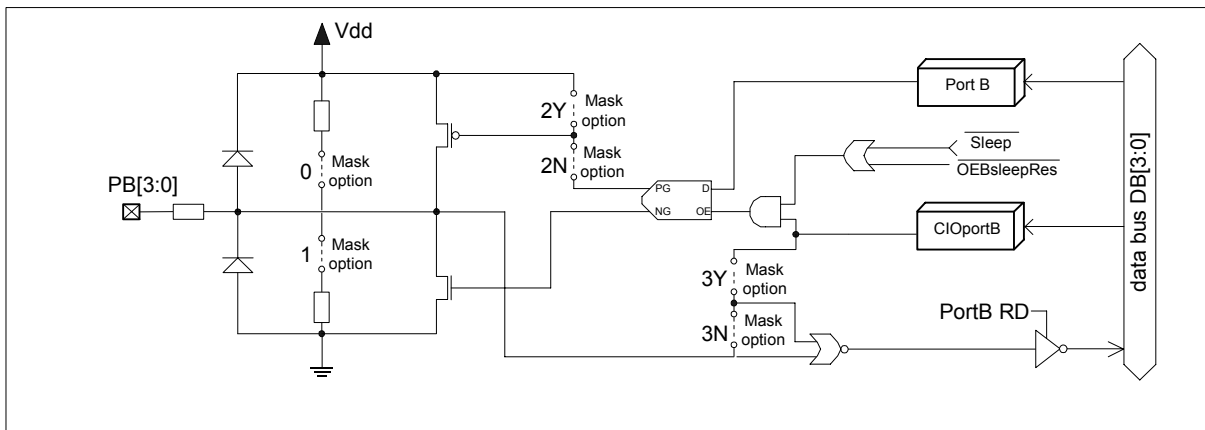 Vdd
Port B
2Y
Mask
option
2N
Mask
option
Sleep
OEBsleepRes
0
Mask
option
PB[3:0]
PG
D
NG
OE
CIOportB
1
Mask
option
3Y
Mask
option
3N
Mask
option
PortB RD
data bus DB[3:0]